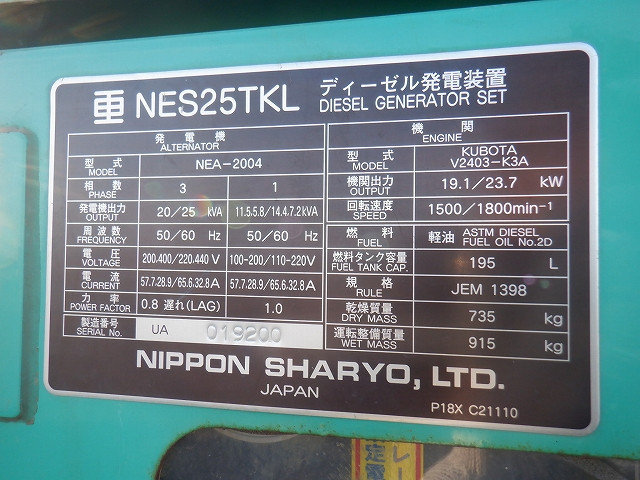 NES25TKL ディーゼル発電装置
DIESEL GENERATOR SET
発電機
ALTERNATOR
型式 MODEL NEA-2004
相数 PHASE 3 1
発電機出力 OUTPUT 20/25 kVA 11.5.5.8/14.4.7.2kVA
周波数 FREQUENCY 50/60 Hz 50/60 Hz
電圧 VOLTAGE 200.400/220.440 V 100-200/110-220V
電流 CURRENT 57.7.28.9/65.6.32.8 A 57.7.28.9/65.6.32.8 A
力率 POWER FACTOR 0.8 遅れ(LAG) 1.0
製造番号 SERIAL No. UA 019200
機関
ENGINE
型式 MODEL KUBOTA V2403-K3A
機関出力 OUTPUT 19.1/23.7 kW
回転速度 SPEED 1500/1800min-1
燃料 FUEL 軽油 ASTM DIESEL FUEL OIL No.2D
燃料タンク容量 FUEL TANK CAP. 195 L
規格 RULE JEM 1398
乾燥質量 DRY MASS 735 kg
運転整備質量 WET MASS 915 kg
NIPPON SHARYO, LTD.
JAPAN
P18X C21110